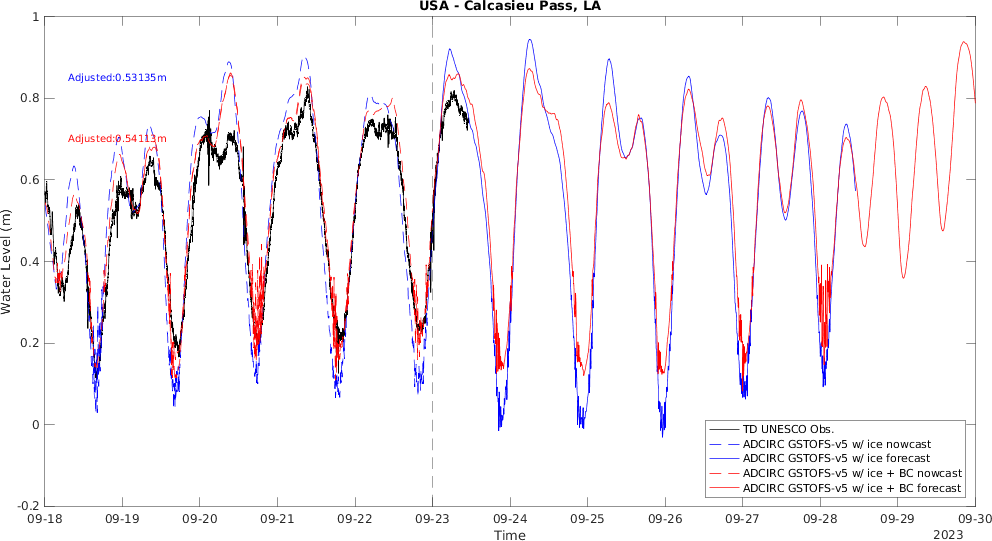 USA - Calcasieu Pass, LA
Water Level (m)
1
0.8
0.6
0.4
0.2
0
-0.2
Adjusted:0.53135m
Adjusted:0.54113m
TD UNESCO Obs.
ADCIRC GSTOFS-v5 w/ ice nowcast
ADCIRC GSTOFS-v5 w/ ice forecast
ADCIRC GSTOFS-v5 w/ ice + BC nowcast
ADCIRC GSTOFS-v5 w/ ice + BC forecast
09-18 09-19 09-20 09-21 09-22 09-23 09-24 09-25 09-26 09-27 09-28 09-29 09-30
Time
2023